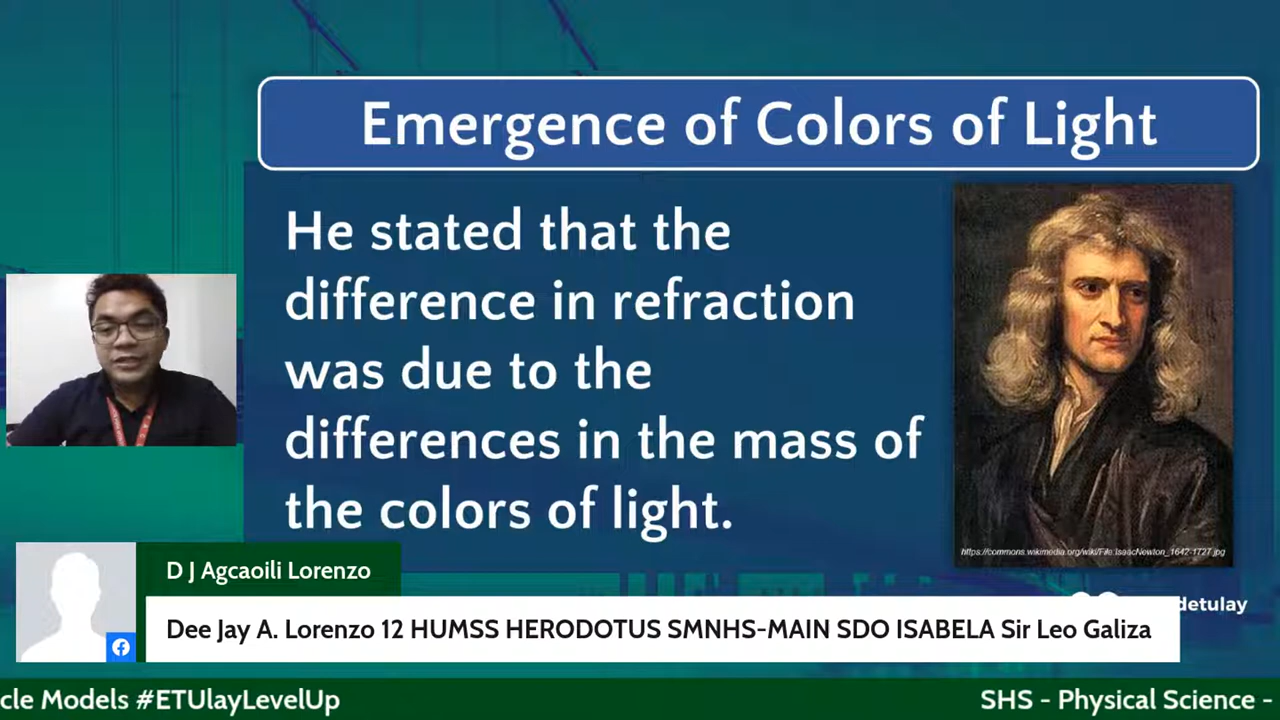 Emergence of Colors of Light
He stated that the
difference in refraction
was due to the
differences in the mass of
the colors of light.
https://commons.wikimedia.org/wiki/File:IsaacNewton_1642-1727.jpg
D J Agcaoili Lorenzo
detulay
Dee Jay A. Lorenzo 12 HUMSS HERODOTUS SMNHS-MAIN SDO ISABELA Sir Leo Galiza
cle Models #ETUlayLevelUp
SHS - Physical Science -